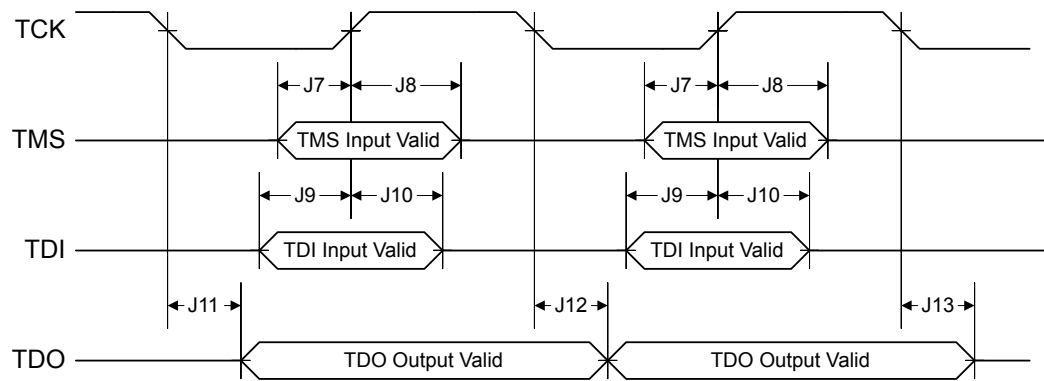 TCK
J7 J8 J7 J8
TMS TMS Input Valid TMS Input Valid
J9 J10 J9 J10
TDI TDI Input Valid TDI Input Valid
J11 J12 J13
TDO TDO Output Valid TDO Output Valid